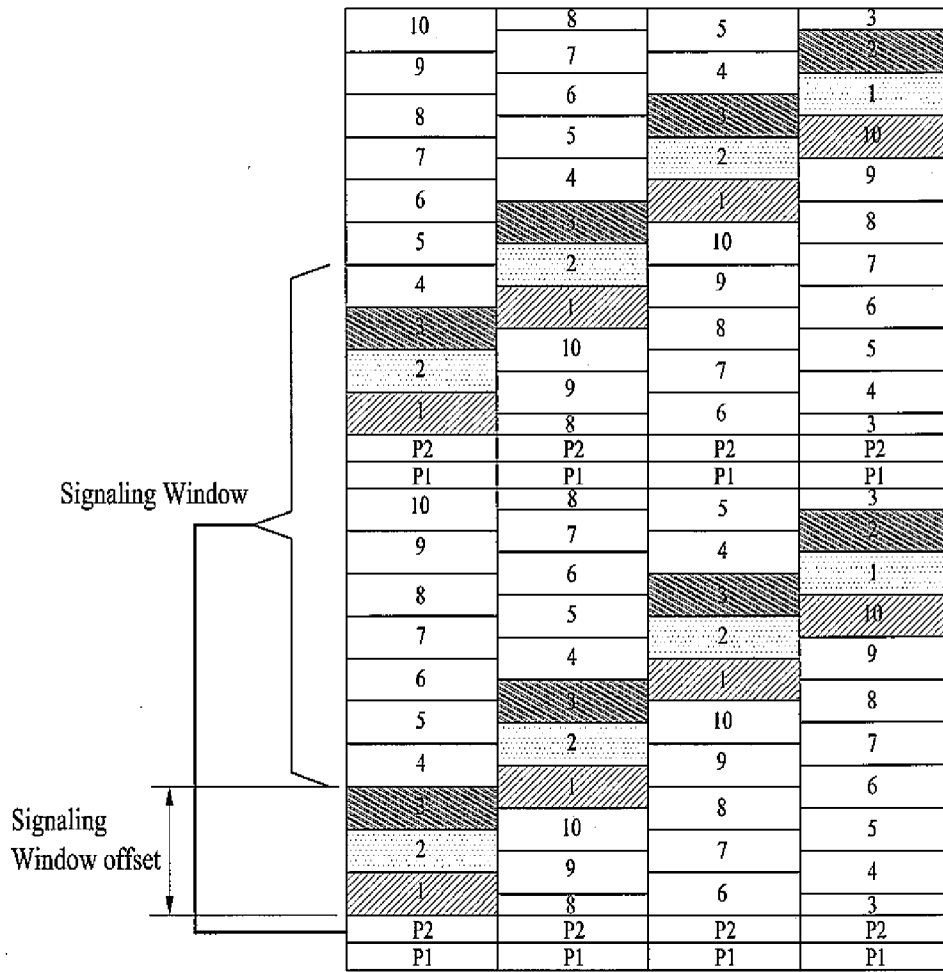 10 8 5 3
9 7 4 2
8 6 3 1
7 5 2 10
6 4 1 9
5 3 10 8
4 2 9 7
3 1 8 6
2 10 7 5
1 9 6 4
8 3
P2 P2 P2 P2
P1 P1 P1 P1
Signaling Window
10 8 5 3
9 7 4 2
8 6 3 1
7 5 2 10
6 4 1 9
5 3 10 8
4 2 9 7
3 1 8 6
2 10 7 5
1 9 6 4
8 3
Signaling
Window offset
P2 P2 P2 P2
P1 P1 P1 P1